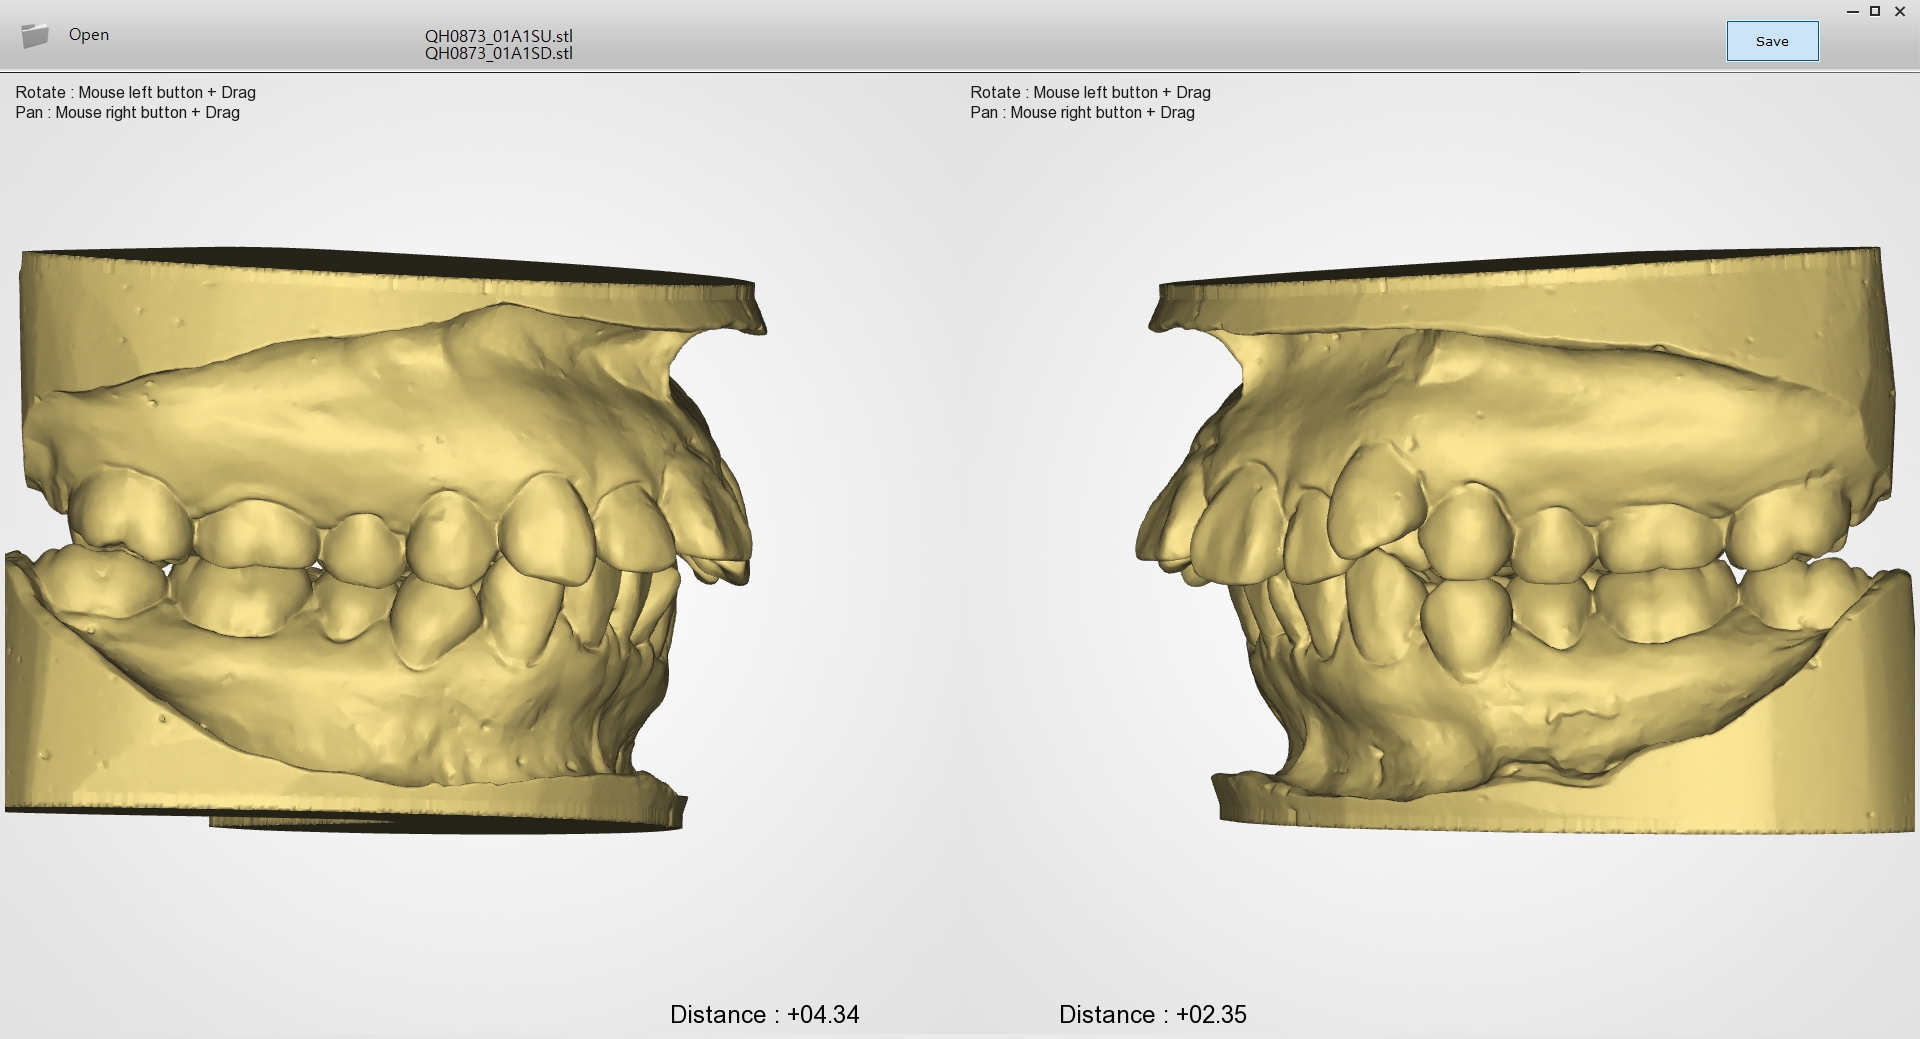 Open
QH0873_01A1SU.stl
QH0873_01A1SD.stl
Save
Rotate : Mouse left button + Drag
Pan : Mouse right button + Drag
Rotate : Mouse left button + Drag
Pan : Mouse right button + Drag
Distance : +04.34
Distance : +02.35